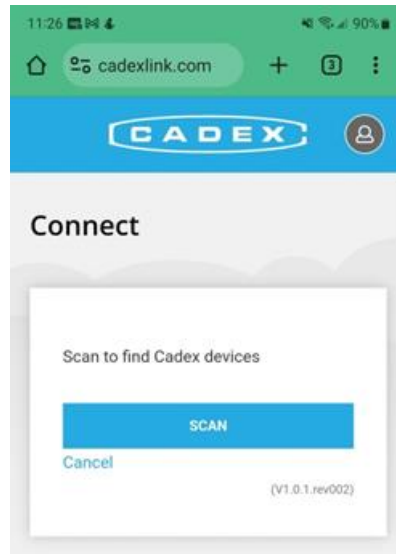 11:26 90%
cadexlink.com 3
CADEX
Connect
Scan to find Cadex devices
SCAN
Cancel
(V1.0.1.rev002)